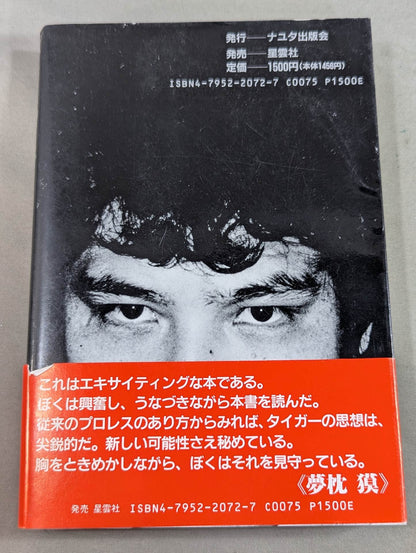 発行──ナユタ出版会
発売──星雲社
定価──1500円(本体1456円)
ISBN4-7952-2072-7 C0075 P1500E
これはエキサイティングな本である。
ぼくは興奮し、うなづきながら本書を読んだ。
従来のプロレスのあり方からみれば、タイガーの思想は、
尖鋭的だ。新しい可能性さえ秘めている。
胸をときめかしながら、ぼくはそれを見守っている。
《夢枕 獏》
発売 星雲社 ISBN4-7952-2072-7 C0075 P1500E